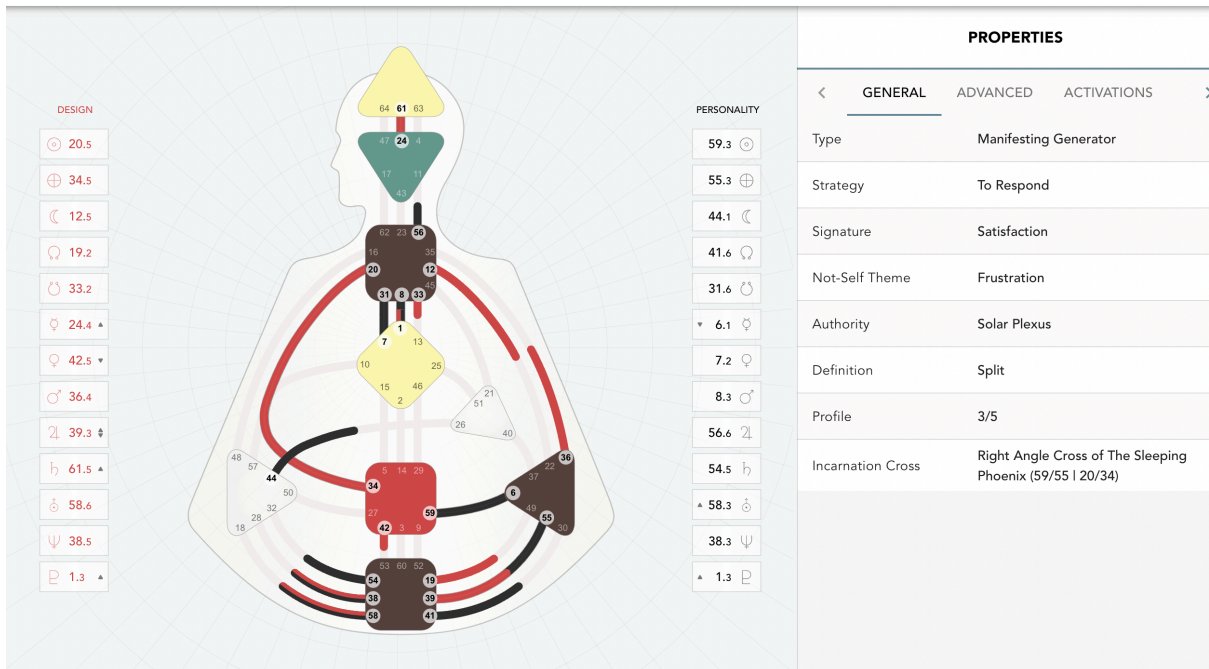 PROPERTIES
GENERAL ADVANCED ACTIVATIONS
Type Manifesting Generator
Strategy To Respond
Signature Satisfaction
Not-Self Theme Frustration
Authority Solar Plexus
Definition Split
Profile 3/5
Incarnation Cross Right Angle Cross of The Sleeping
Phoenix (59/55 | 20/34)
DESIGN
20.5
34.5
12.5
19.2
33.2
24.4
42.5
36.4
39.3
61.5
58.6
38.5
1.3
PERSONALITY
59.3
55.3
44.1
41.6
31.6
6.1
7.2
8.3
56.6
54.5
58.3
38.3
1.3
64 61 63
47 24 4
17 11
43
62 23 56
16 35
20 12
45
31 8 33
1
7 13
10 25
15 46
2
21
51
26 40
48
57
44
50
32
28
18
5 14 29
34
27 59
42 3 9
36
22
37
6
49
55
30
53 60 52
54 19
38 39
58 41